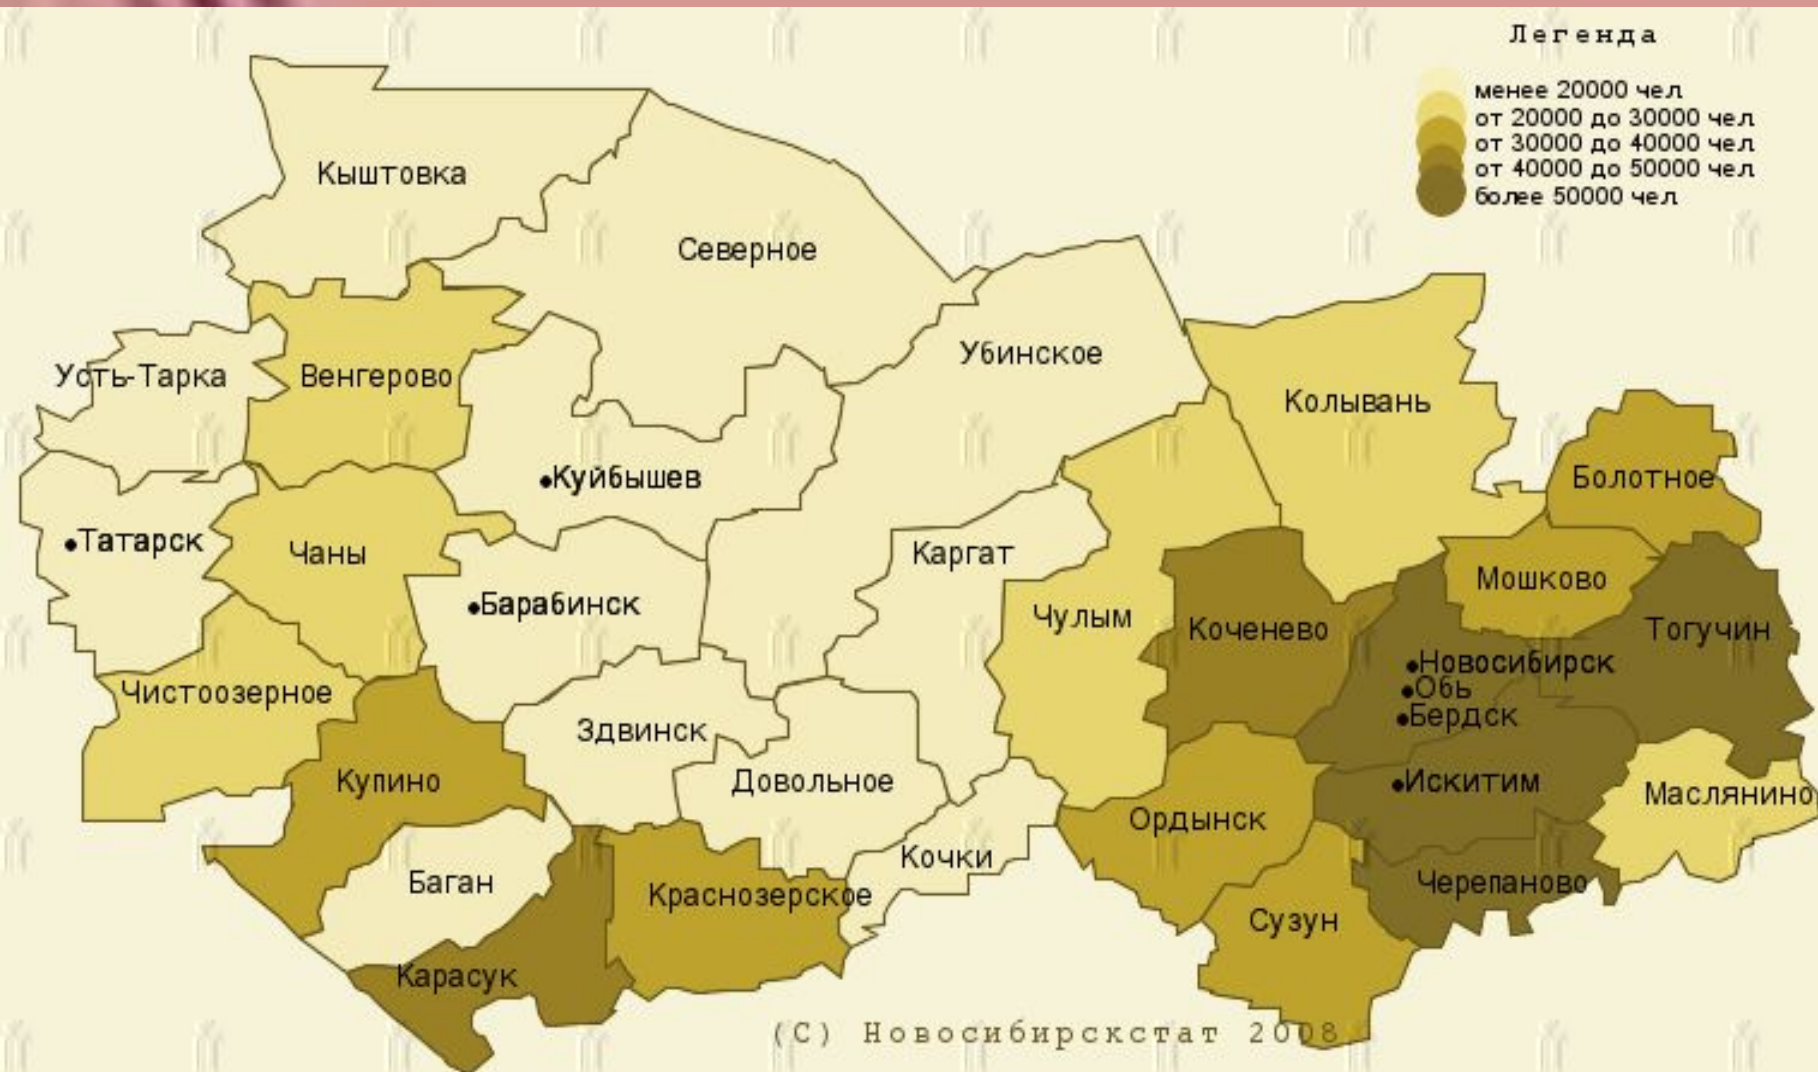 Легенда
менее 20000 чел
от 20000 до 30000 чел
от 30000 до 40000 чел
от 40000 до 50000 чел
более 50000 чел
Кыштовка
Северное
Убинское
Усть-Тарка
Венгерово
Колывань
Куйбышев
Болотное
Татарск
Чаны
Каргат
Мошково
Барабинск
Чулым
Коченево
Тогучин
Новосибирск
Обь
Бердск
Чистоозерное
Здвинск
Купино
Довольное
Искитим
Маслянино
Ордынск
Кочки
Баган
Краснозерское
Черепаново
Сузун
Карасук
(С) Новосибирскстат 2008